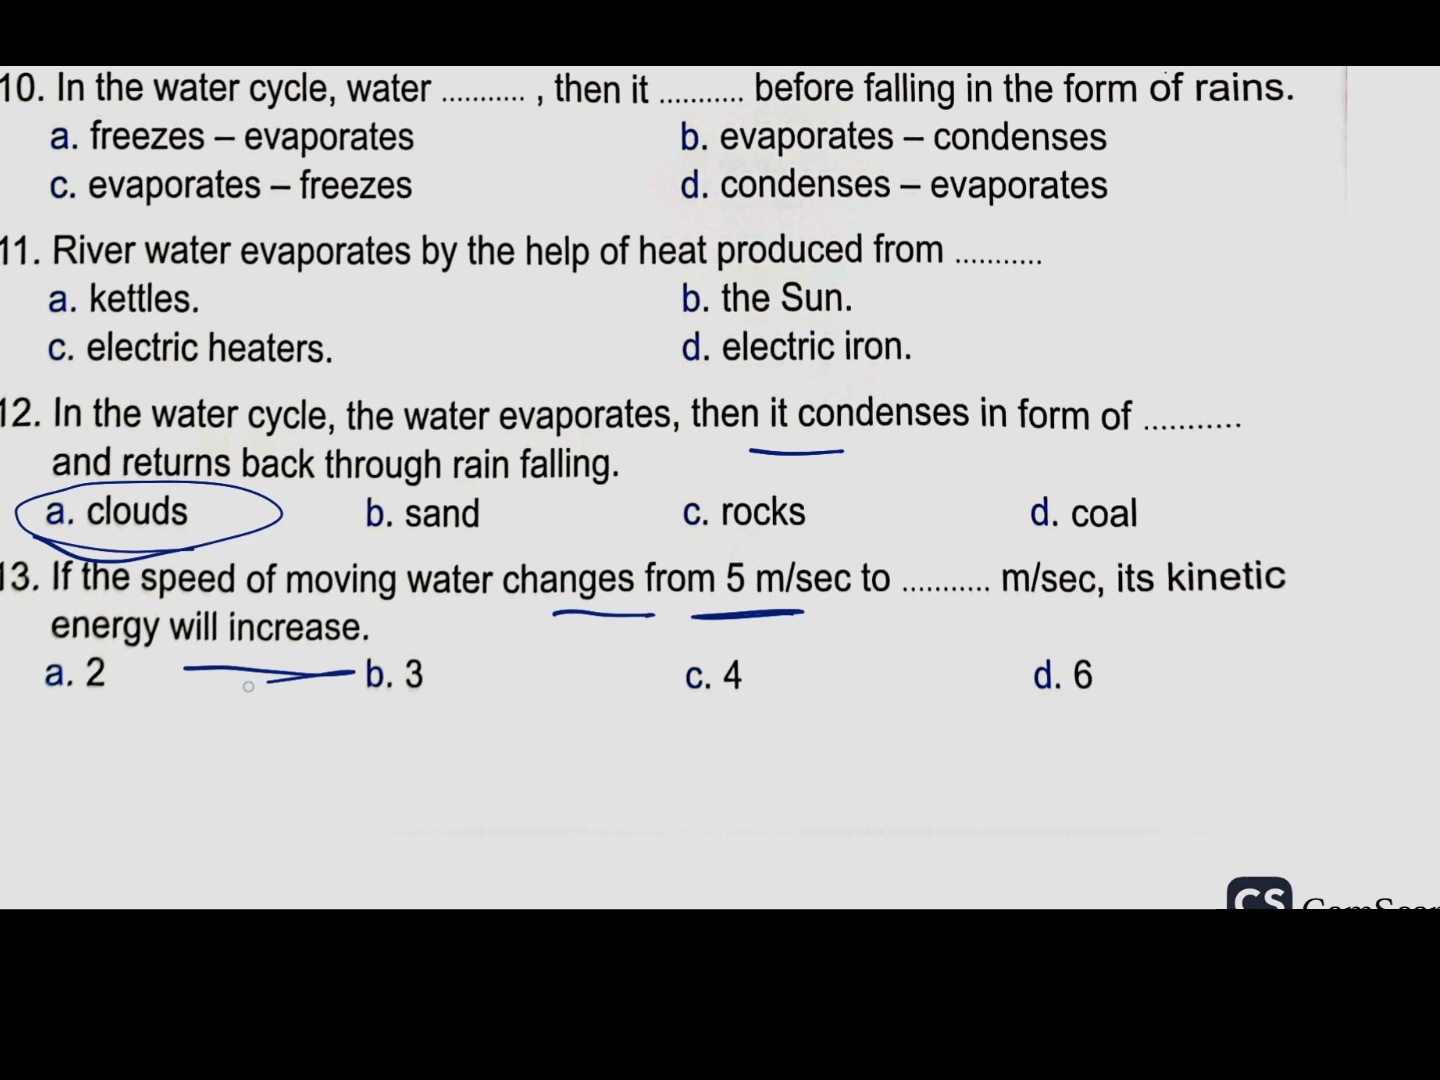 10. In the water cycle, water ........... , then it ........... before falling in the form of rains.
a. freezes – evaporates b. evaporates – condenses
c. evaporates – freezes d. condenses – evaporates
11. River water evaporates by the help of heat produced from ...........
a. kettles. b. the Sun.
c. electric heaters. d. electric iron.
12. In the water cycle, the water evaporates, then it condenses in form of ...........
and returns back through rain falling.
a. clouds b. sand c. rocks d. coal
13. If the speed of moving water changes from 5 m/sec to ........... m/sec, its kinetic
energy will increase.
a. 2 b. 3 c. 4 d. 6
CS